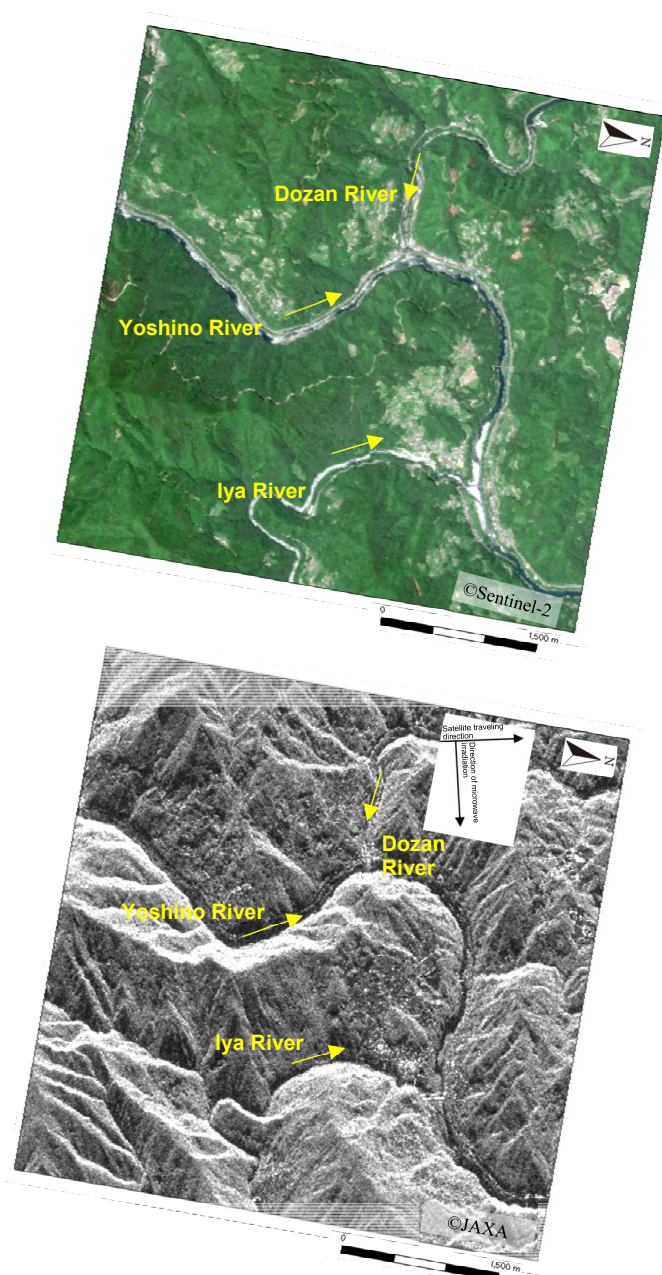 N
Dozan River
Yoshino River
Iya River
©Sentinel-2
0
1,500 m
Satellite traveling
direction
Direction of microwave
irradiation
N
Dozan
River
Yoshino River
Iya River
©JAXA
0
1,500 m